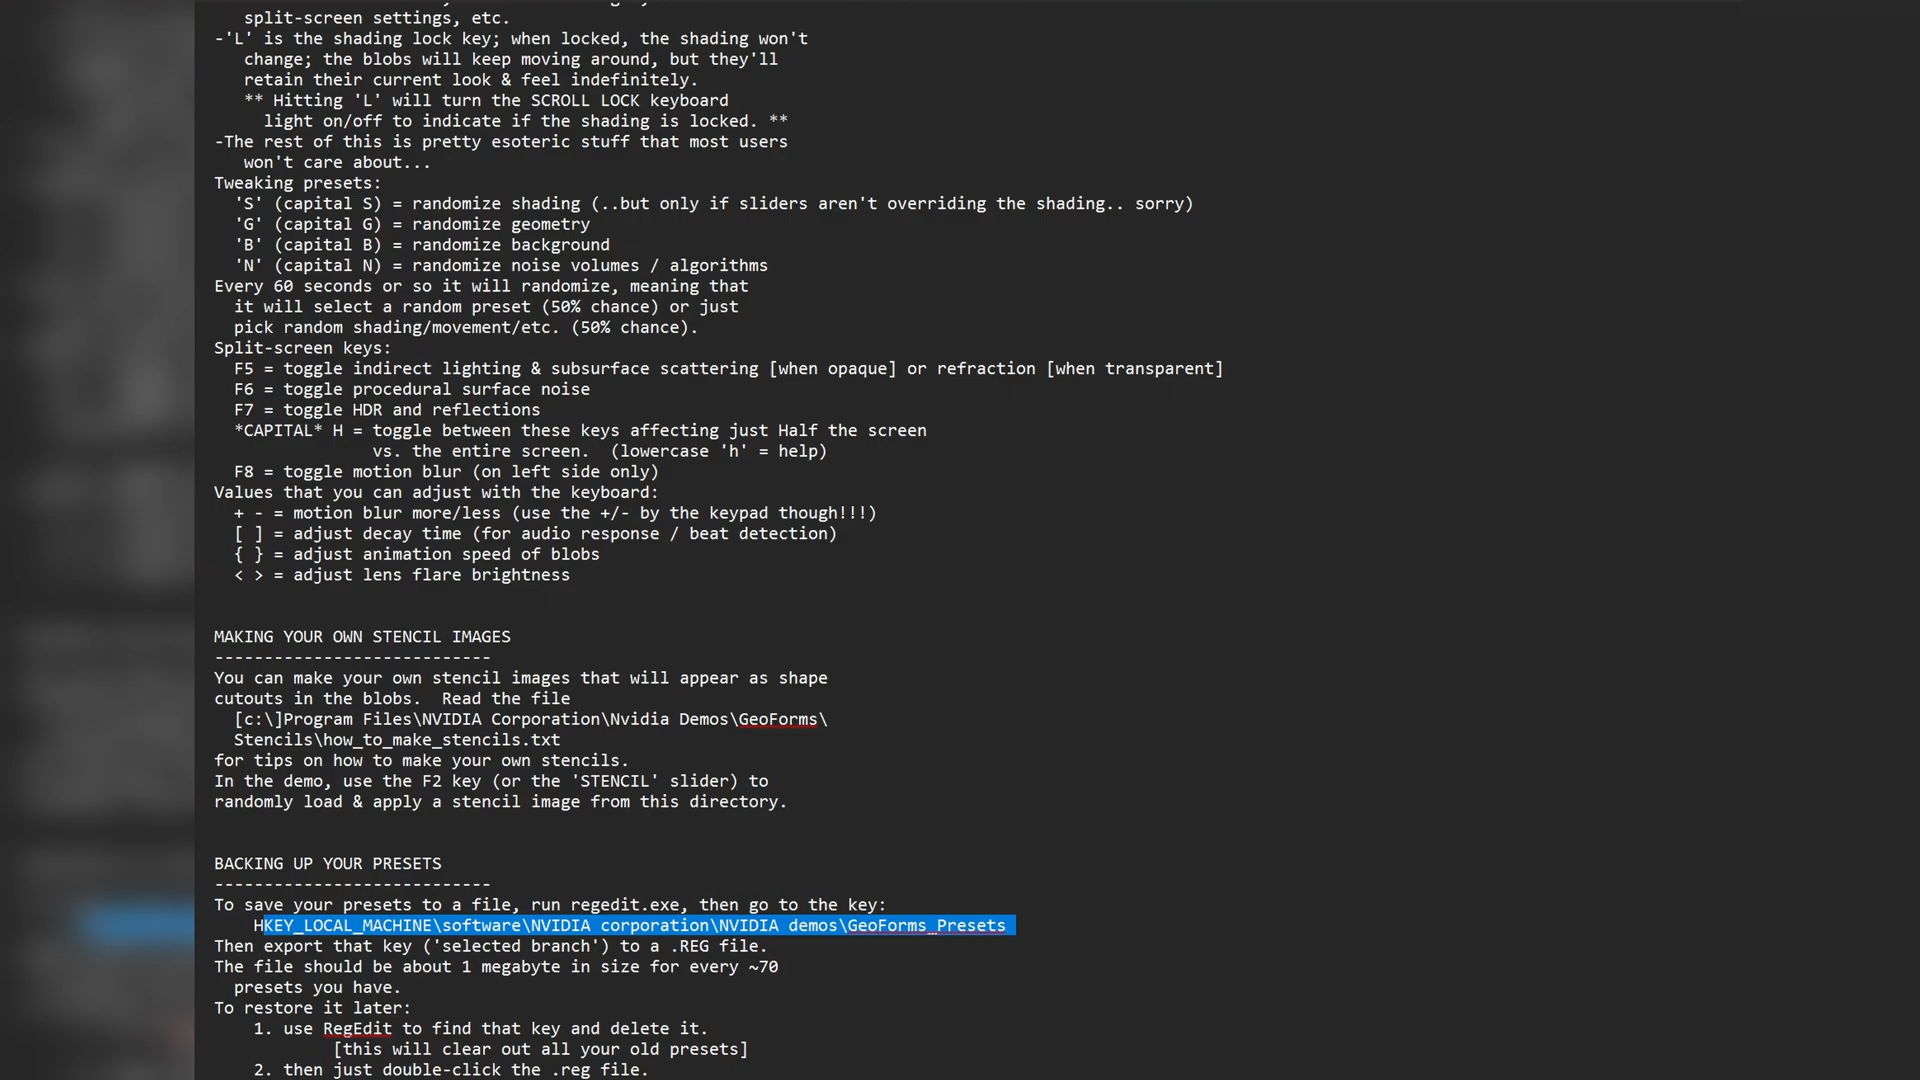 split-screen settings, etc.
-'L' is the shading lock key; when locked, the shading won't
change; the blobs will keep moving around, but they'll
retain their current look & feel indefinitely.
** Hitting 'L' will turn the SCROLL LOCK keyboard
light on/off to indicate if the shading is locked. **
-The rest of this is pretty esoteric stuff that most users
won't care about...
Tweaking presets:
'S' (capital S) = randomize shading (..but only if sliders aren't overriding the shading.. sorry)
'G' (capital G) = randomize geometry
'B' (capital B) = randomize background
'N' (capital N) = randomize noise volumes / algorithms
Every 60 seconds or so it will randomize, meaning that
it will select a random preset (50% chance) or just
pick random shading/movement/etc. (50% chance).
Split-screen keys:
F5 = toggle indirect lighting & subsurface scattering [when opaque] or refraction [when transparent]
F6 = toggle procedural surface noise
F7 = toggle HDR and reflections
*CAPITAL* H = toggle between these keys affecting just Half the screen
vs. the entire screen.  (lowercase 'h' = help)
F8 = toggle motion blur (on left side only)
Values that you can adjust with the keyboard:
+ - = motion blur more/less (use the +/- by the keypad though!!!)
[ ] = adjust decay time (for audio response / beat detection)
{ } = adjust animation speed of blobs
< > = adjust lens flare brightness
MAKING YOUR OWN STENCIL IMAGES
----------------------------
You can make your own stencil images that will appear as shape
cutouts in the blobs.  Read the file
[c:\]Program Files\NVIDIA Corporation\Nvidia Demos\GeoForms\
Stencils\how_to_make_stencils.txt
for tips on how to make your own stencils.
In the demo, use the F2 key (or the 'STENCIL' slider) to
randomly load & apply a stencil image from this directory.
BACKING UP YOUR PRESETS
----------------------------
To save your presets to a file, run regedit.exe, then go to the key:
HKEY_LOCAL_MACHINE\software\NVIDIA corporation\NVIDIA demos\GeoForms_Presets
Then export that key ('selected branch') to a .REG file.
The file should be about 1 megabyte in size for every ~70
presets you have.
To restore it later:
1. use RegEdit to find that key and delete it.
[this will clear out all your old presets]
2. then just double-click the .reg file.